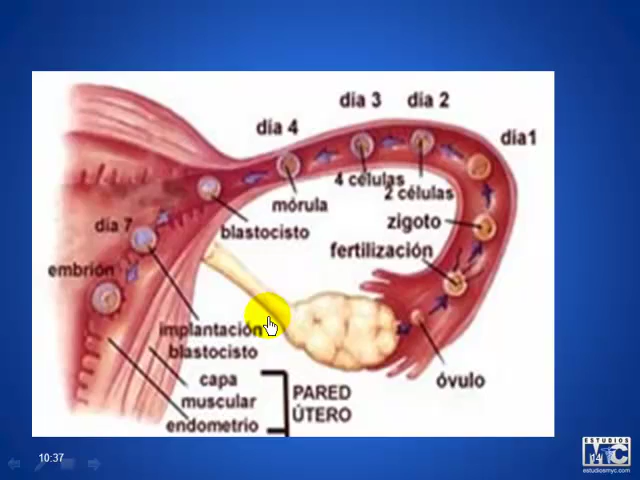 día 3
día 2
día 4
día1
4 células
2 células
mórula
zigoto
blastocisto
día 7
fertilización
embrión
implantación
blastocisto
óvulo
capa
muscular
endometrio
PARED
ÚTERO
10:37
ESTUDIOS
MYC
estudiosmyc.com